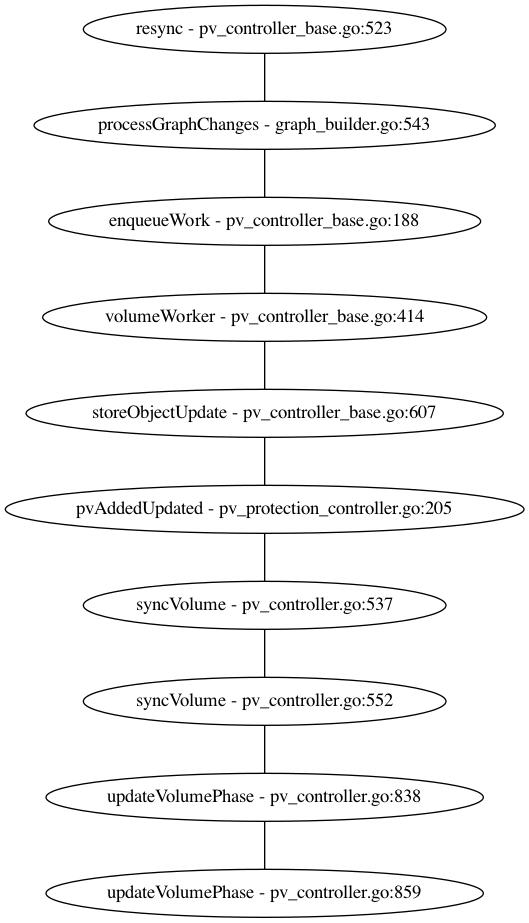 resync - pv_controller_base.go:523
processGraphChanges - graph_builder.go:543
enqueueWork - pv_controller_base.go:188
volumeWorker - pv_controller_base.go:414
storeObjectUpdate - pv_controller_base.go:607
pvAddedUpdated - pv_protection_controller.go:205
syncVolume - pv_controller.go:537
syncVolume - pv_controller.go:552
updateVolumePhase - pv_controller.go:838
updateVolumePhase - pv_controller.go:859